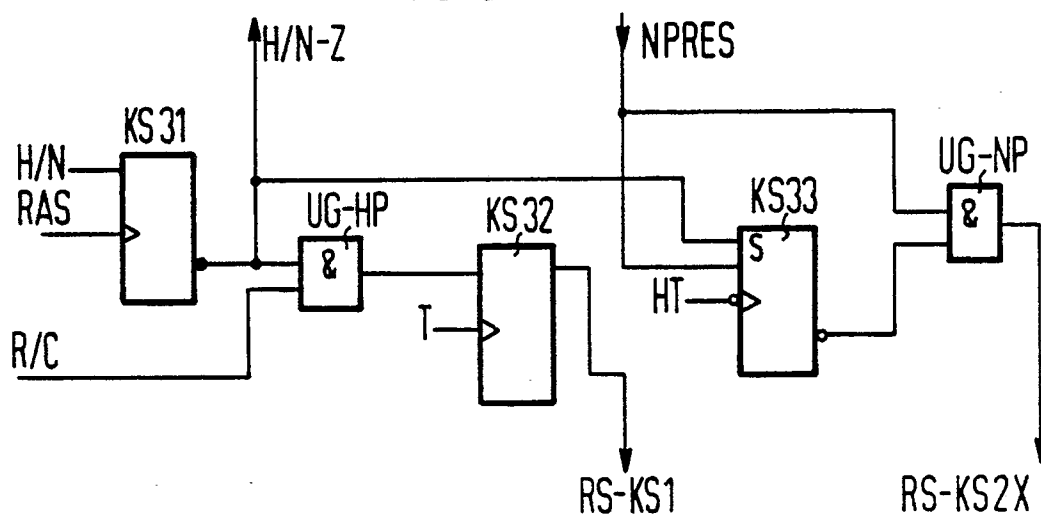 H/N-Z
NPRES
KS31
H/N
RAS
UG-HP
&
KS32
KS33
S
UG-NP
&
HT
T
R/C
RS-KS1
RS-KS2X